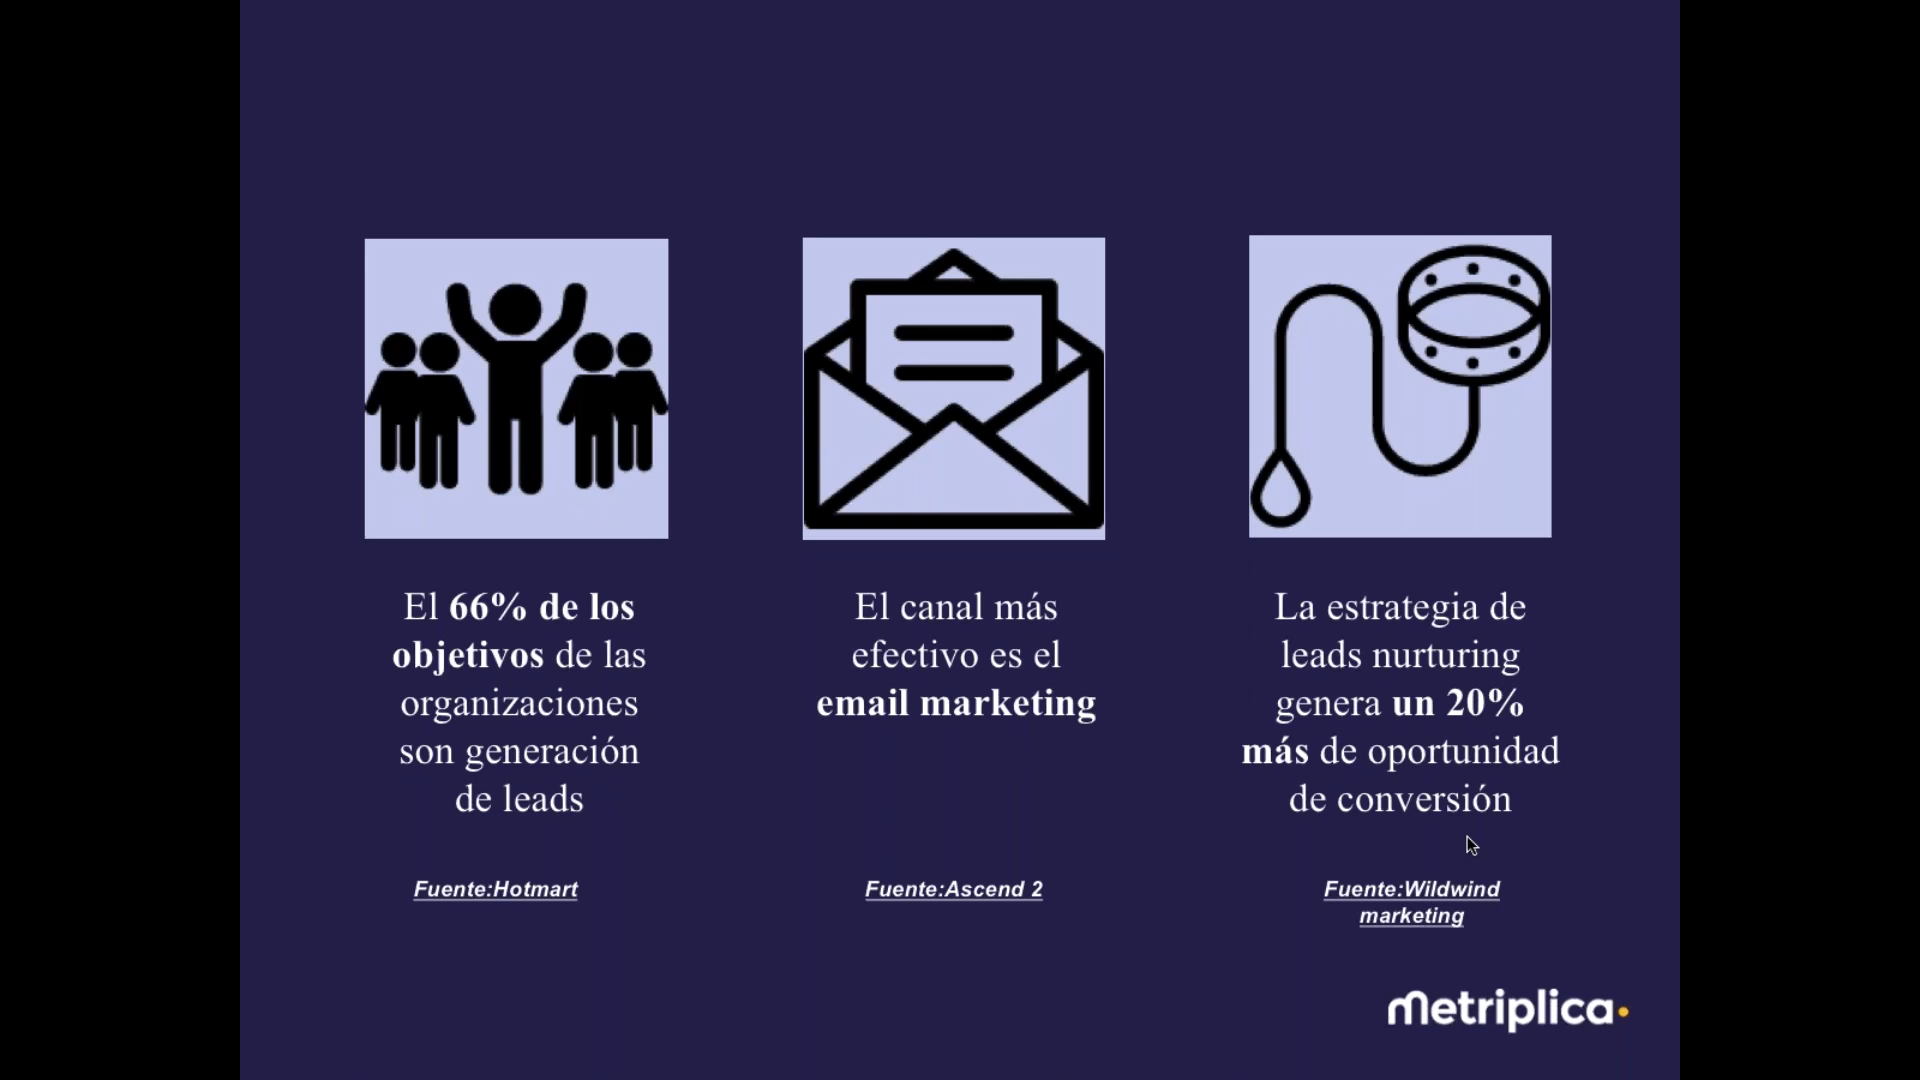 El 66% de los
objetivos de las
organizaciones
son generación
de leads
Fuente:Hotmart
El canal más
efectivo es el
email marketing
Fuente:Ascend 2
La estrategia de
leads nurturing
genera un 20%
más de oportunidad
de conversión
Fuente:Wildwind
marketing
metriplica